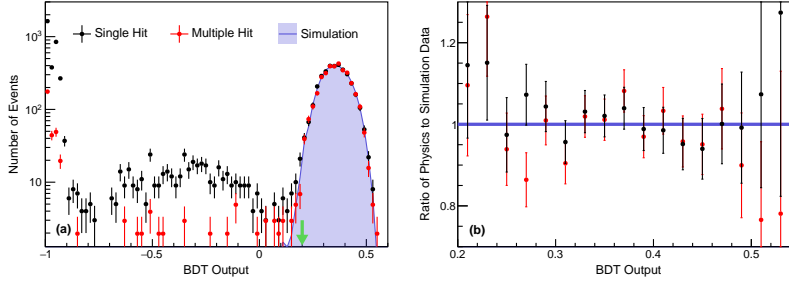 Single Hit
Multiple Hit
Simulation
Number of Events
10³
10²
10
1
(a)
−1
−0.5
0
0.5
BDT Output
Ratio of Physics to Simulation Data
1.2
1
0.8
(b)
0.2
0.3
0.4
0.5
BDT Output